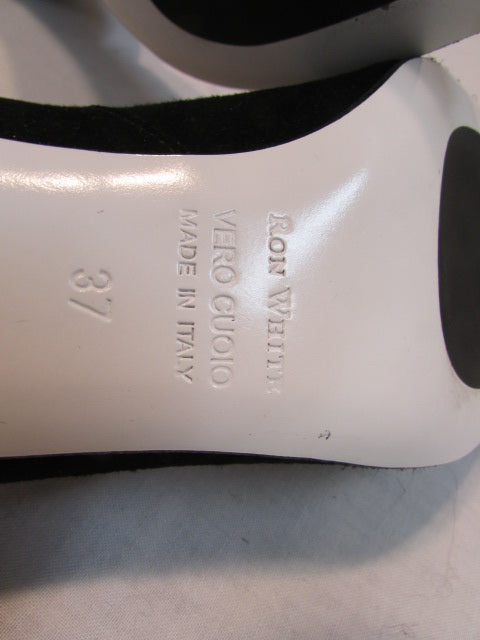 RON WHITE
VERO CUOIO
MADE IN ITALY
37